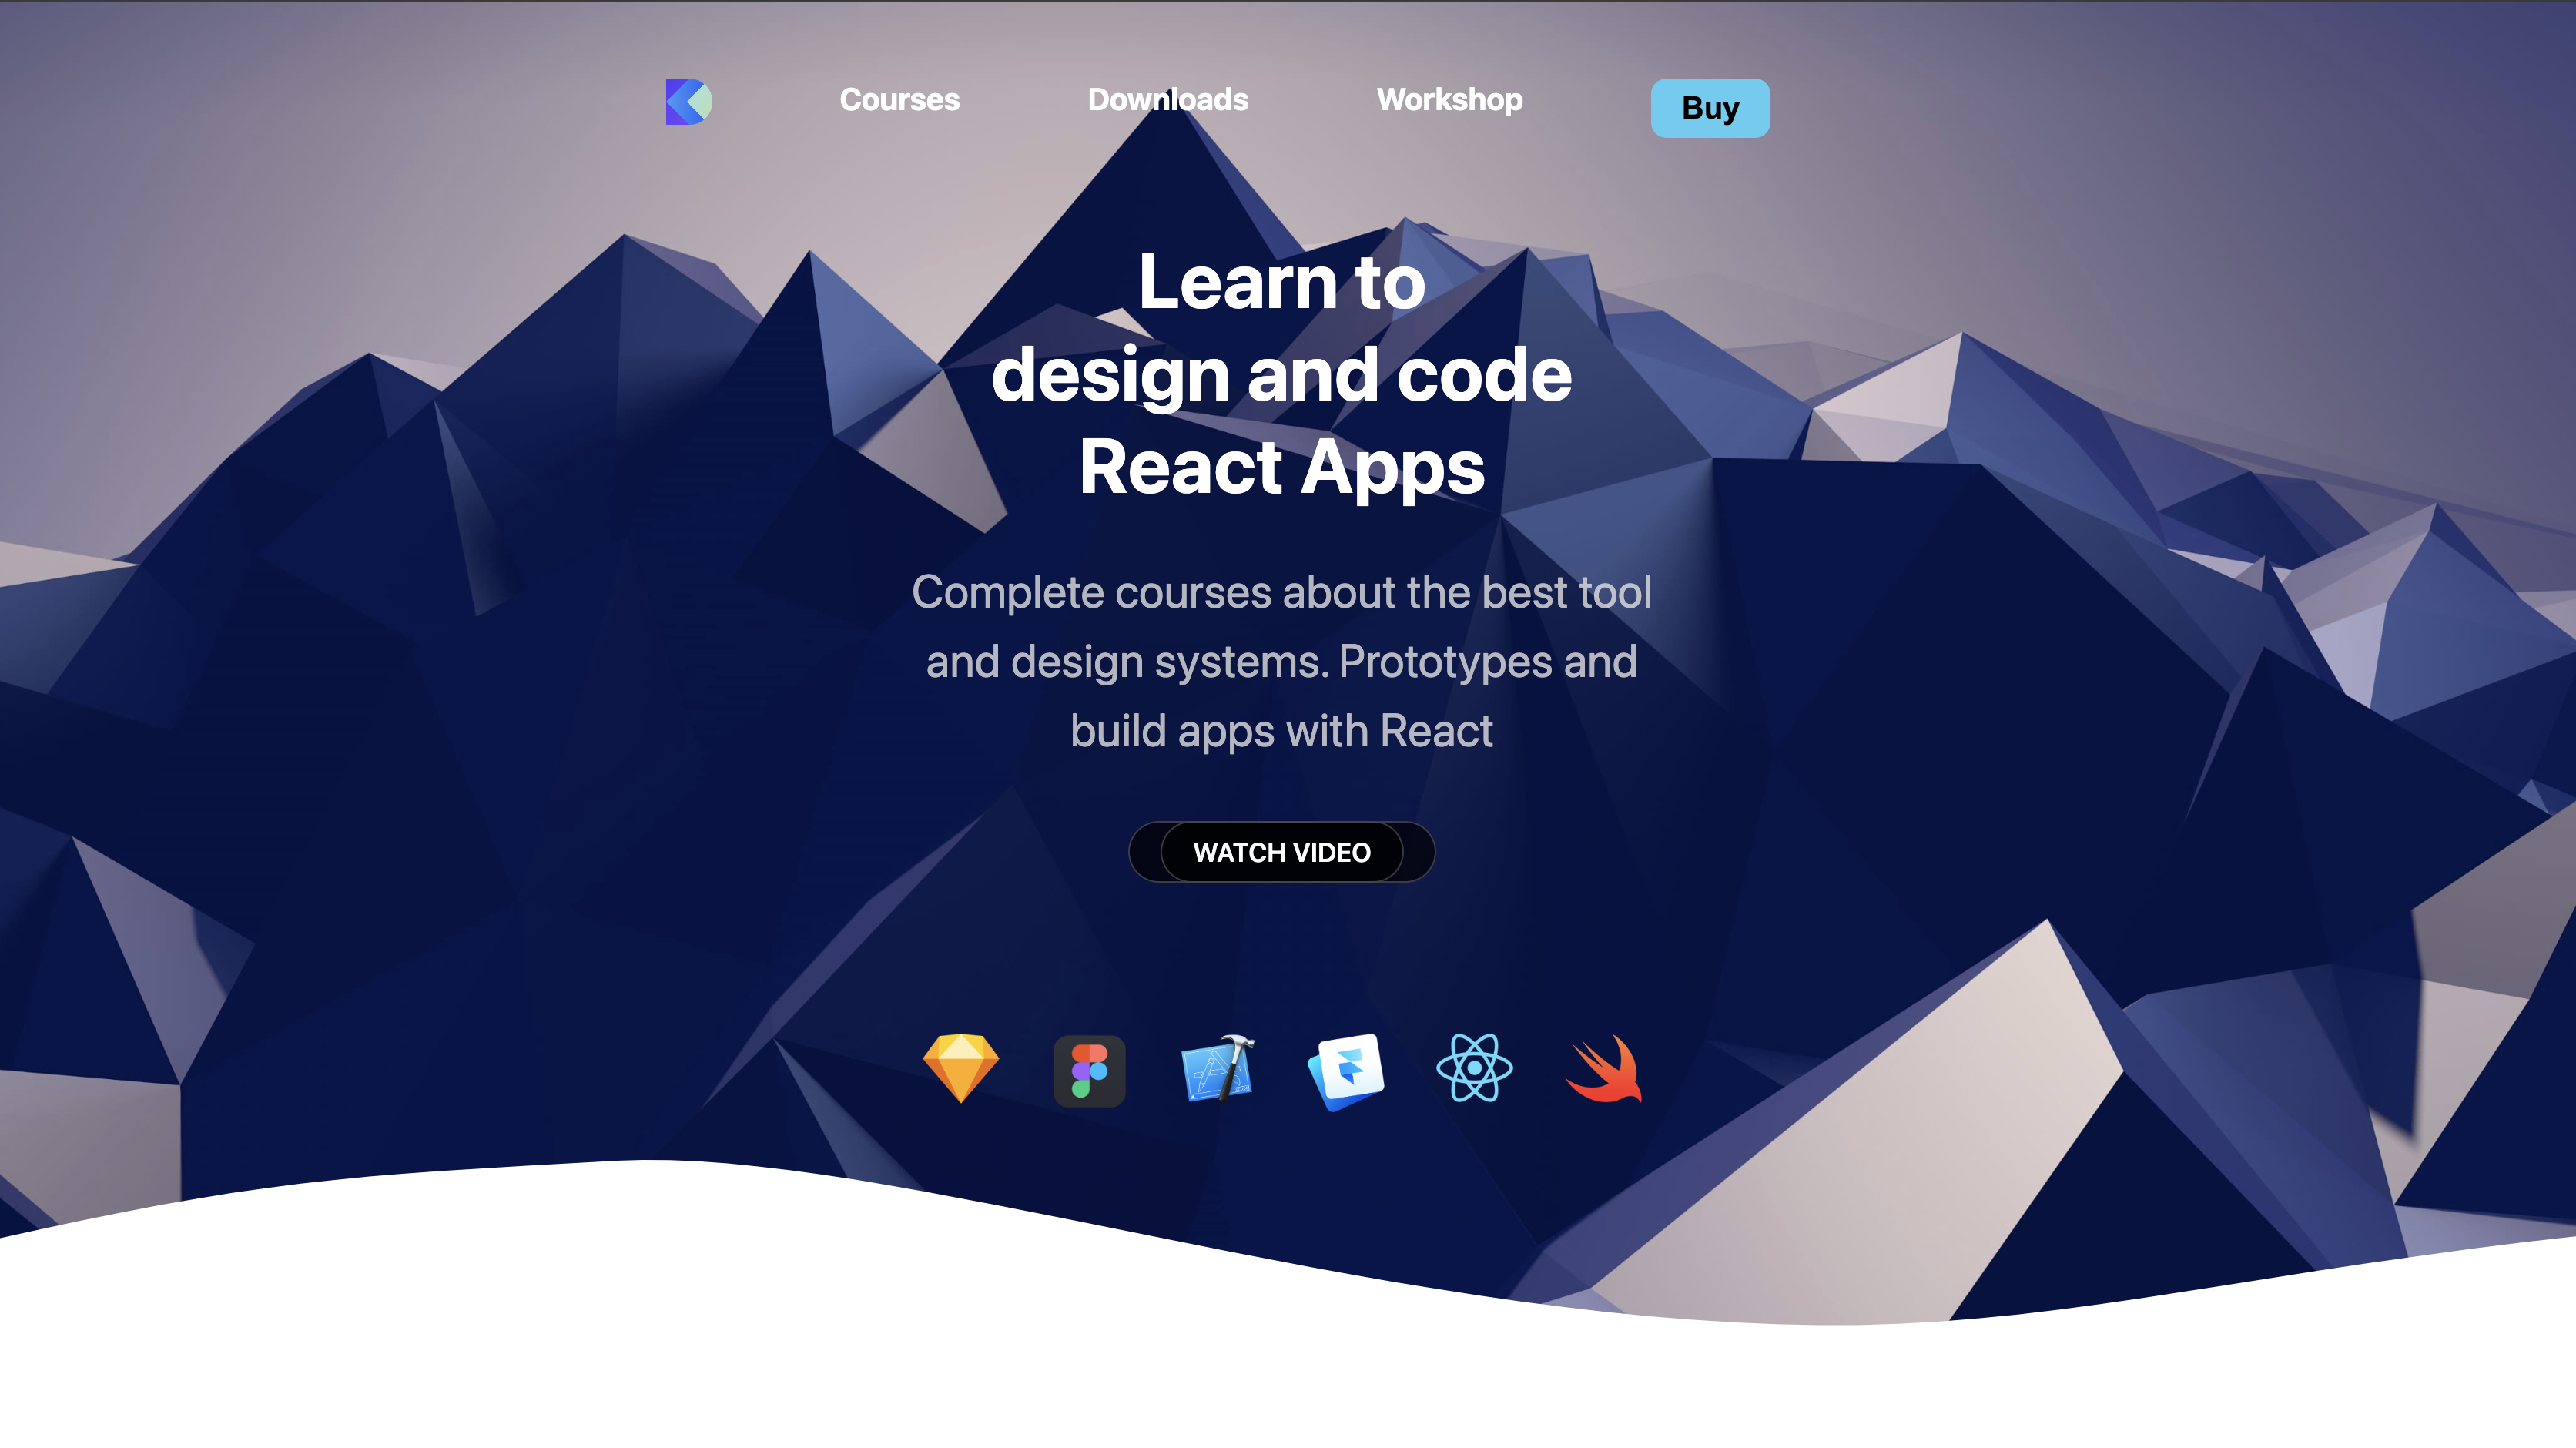 Courses
Downloads
Workshop
Buy
Learn to
design and code
React Apps
Complete courses about the best tool
and design systems. Prototypes and
build apps with React
WATCH VIDEO